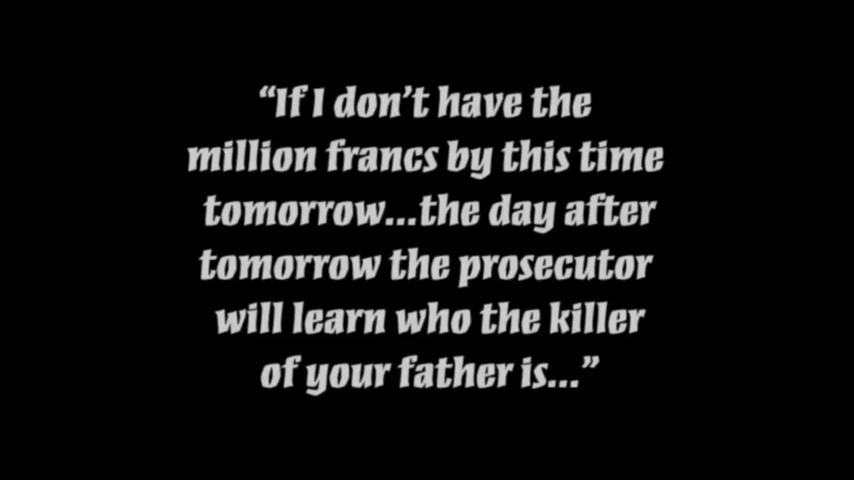 “If I don’t have the
million francs by this time
tomorrow...the day after
tomorrow the prosecutor
will learn who the killer
of your father is...”